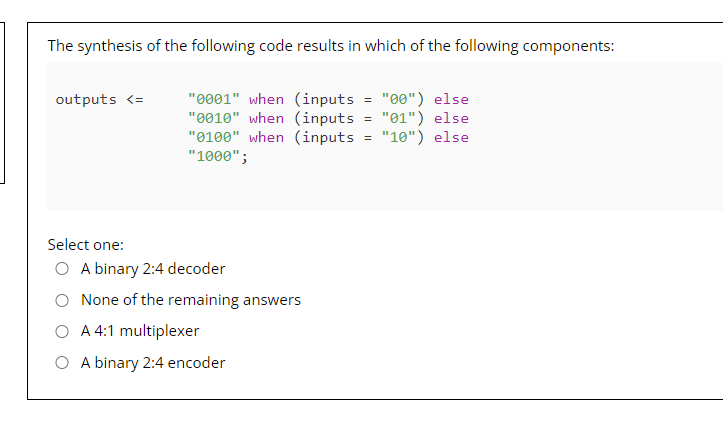 The synthesis of the following code results in which of the following components:
outputs <= "0001" when (inputs = "00") else
"0010" when (inputs = "01") else
"0100" when (inputs = "10") else
"1000";
Select one:
A binary 2:4 decoder
None of the remaining answers
A 4:1 multiplexer
A binary 2:4 encoder